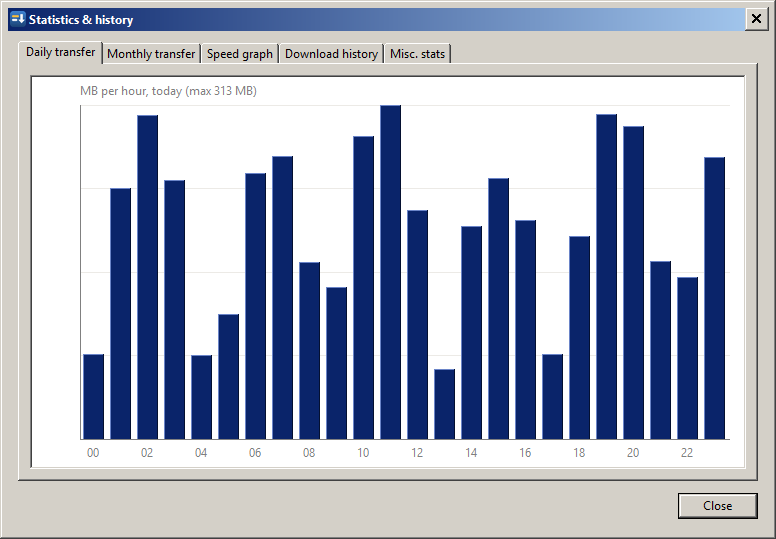 Statistics & history
Daily transfer Monthly transfer Speed graph Download history Misc. stats
MB per hour, today (max 313 MB)
00 02 04 06 08 10 12 14 16 18 20 22
Close